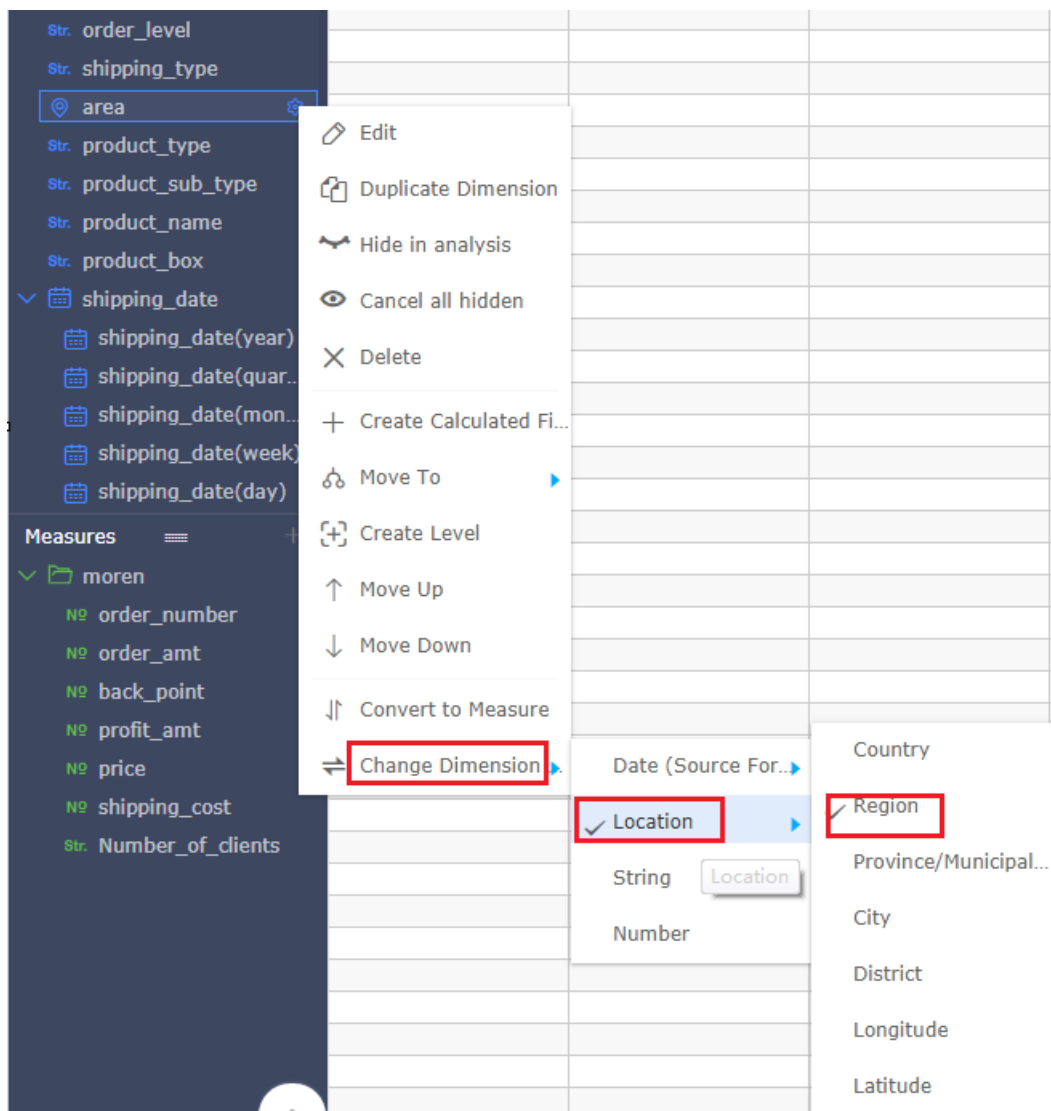 Str. order_level
Str. shipping_type
area
Str. product_type
Str. product_sub_type
Str. product_name
Str. product_box
shipping_date
shipping_date(year)
shipping_date(quar...
shipping_date(mon...
shipping_date(week)
shipping_date(day)
Measures
moren
Nº order_number
Nº order_amt
Nº back_point
Nº profit_amt
Nº price
Nº shipping_cost
Str. Number_of_clients
Edit
Duplicate Dimension
Hide in analysis
Cancel all hidden
Delete
Create Calculated Fi...
Move To
Create Level
Move Up
Move Down
Convert to Measure
Change Dimension
Date (Source For...
Location
String
Location
Number
Country
Region
Province/Municipal...
City
District
Longitude
Latitude